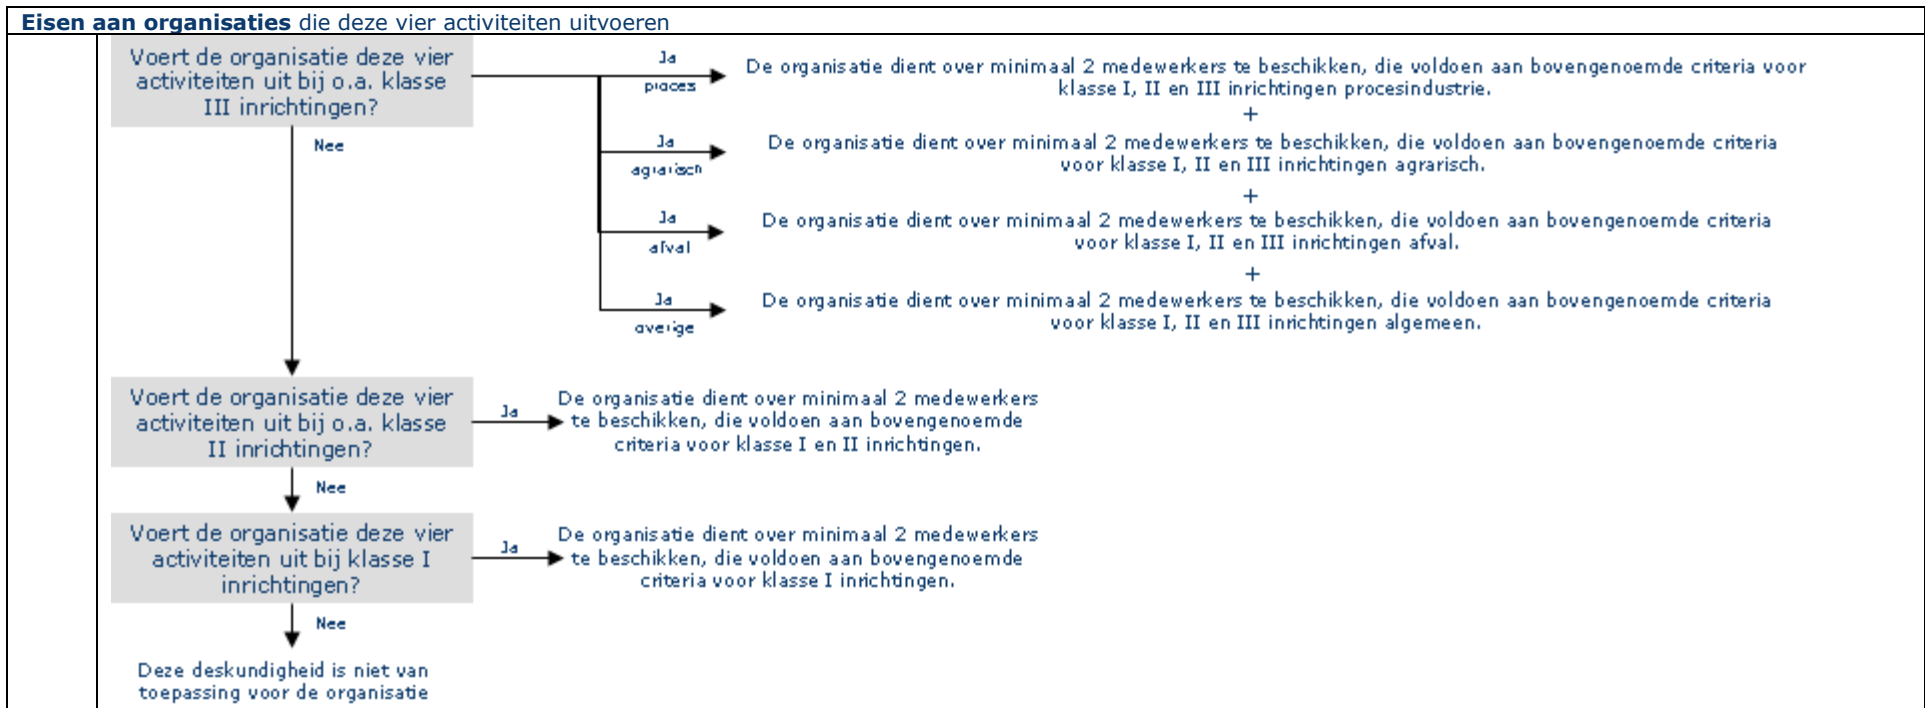 Eisen aan organisaties die deze vier activiteiten uitvoeren
Voert de organisatie deze vier
activiteiten uit bij o.a. klasse
III inrichtingen?
Ja
proces
De organisatie dient over minimaal 2 medewerkers te beschikken, die voldoen aan bovengenoemde criteria voor
klasse I, II en III inrichtingen procesindustrie.
+
Ja
agrarisch
De organisatie dient over minimaal 2 medewerkers te beschikken, die voldoen aan bovengenoemde criteria
voor klasse I, II en III inrichtingen agrarisch.
+
Ja
afval
De organisatie dient over minimaal 2 medewerkers te beschikken, die voldoen aan bovengenoemde criteria
voor klasse I, II en III inrichtingen afval.
+
Ja
overige
De organisatie dient over minimaal 2 medewerkers te beschikken, die voldoen aan bovengenoemde criteria
voor klasse I, II en III inrichtingen algemeen.
Nee
Voert de organisatie deze vier
activiteiten uit bij o.a. klasse
II inrichtingen?
Ja
De organisatie dient over minimaal 2 medewerkers
te beschikken, die voldoen aan bovengenoemde
criteria voor klasse I en II inrichtingen.
Nee
Voert de organisatie deze vier
activiteiten uit bij klasse I
inrichtingen?
Ja
De organisatie dient over minimaal 2 medewerkers
te beschikken, die voldoen aan bovengenoemde
criteria voor klasse I inrichtingen.
Nee
Deze deskundigheid is niet van
toepassing voor de organisatie